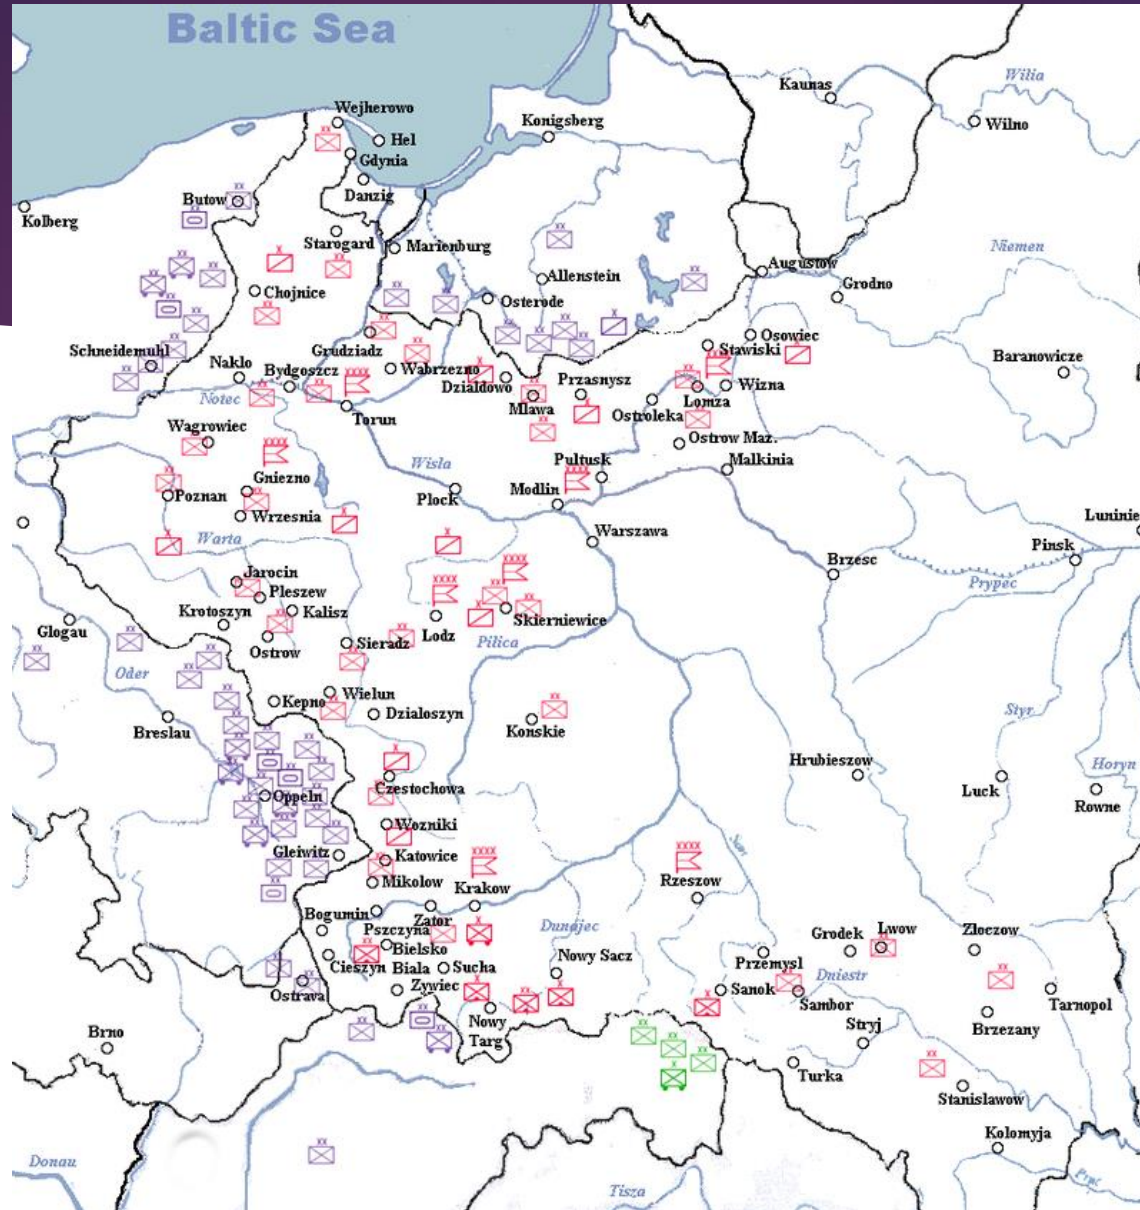 Baltic Sea
Kaunas
Wilia
Wejherowo
Wilno
Konigsberg
Hel
Gdynia
Danzig
Butow
Kolberg
Starogard
Marienburg
Niemen
Augustow
Allenstein
Grodno
Chojnice
Osterode
Osowiec
Grudziadz
Stawiski
Schneidemuhl
Naklo
Bydgoszcz
Wabrzezno
Baranowicze
Dzialdowo
Przasnysz
Wizna
Notec
Lomza
Mlawa
Ostroleka
Torun
Wagrowiec
Ostrow Maz.
Wisla
Pultusk
Malkinia
Gniezno
Modlin
Poznan
Plock
Wrzesnia
Luninie
Warszawa
Warta
Pinsk
Brzesc
Prypec
Jarocin
Pleszew
Krotoszyn
Kalisz
Skierniewice
Glogau
Lodz
Sieradz
Pilica
Ostrow
Oder
Kepno
Wielun
Dzialoszyn
Styr
Breslau
Konskie
Hrubieszow
Horyn
Czestochowa
Luck
Oppeln
Rowne
Wozniki
San
Gleiwitz
Katowice
Mikolow
Krakow
Rzeszow
Bogumin
Zator
Dunajec
Pszczyna
Grodek
Lwow
Zloczow
Bielsko
Nowy Sacz
Przemysl
Cieszyn
Biala
Sucha
Dniestr
Ostrava
Zywiec
Sanok
Sambor
Tarnopol
Nowy
Targ
Brzezany
Brno
Stryj
Turka
Stanislawow
Kolomyja
Donau
Prut
Tisza